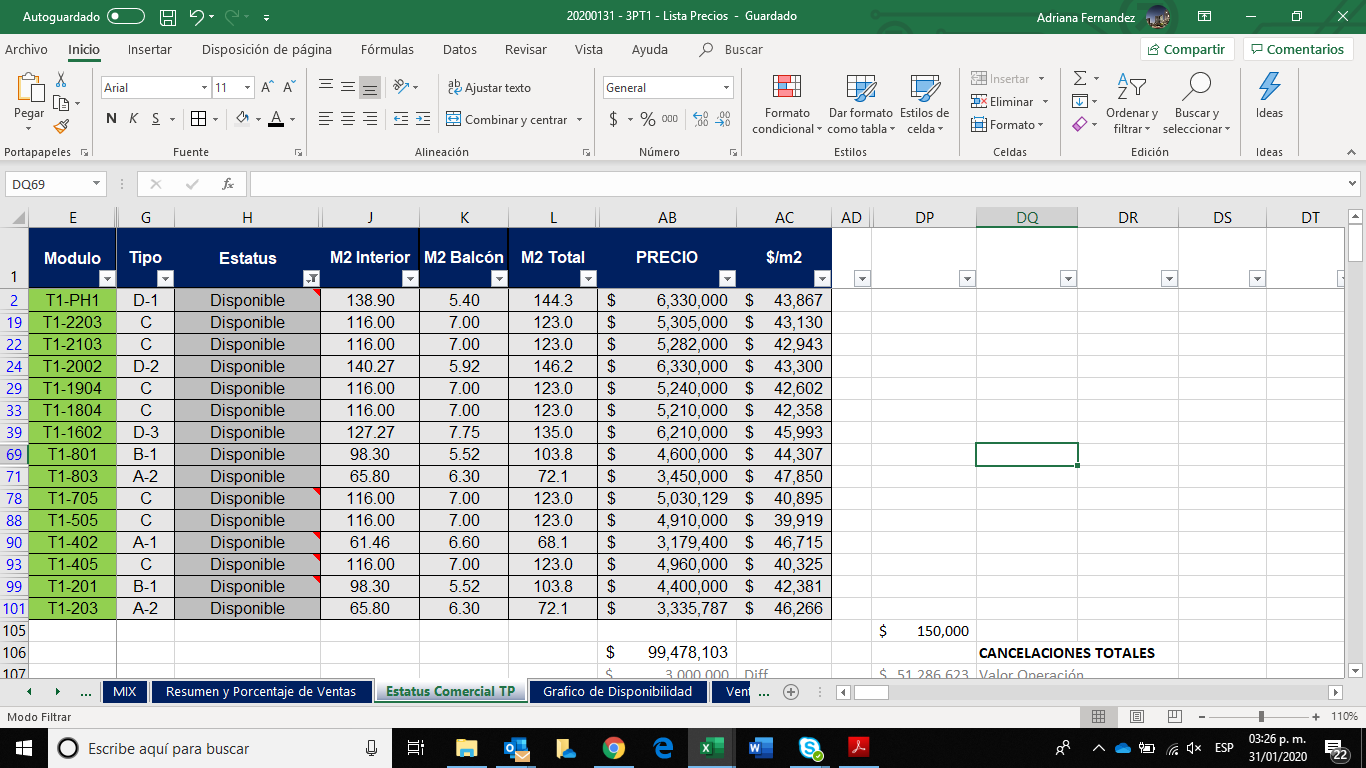 Autoguardado 20200131 - 3PT1 - Lista Precios - Guardado Adriana Fernandez
Archivo Inicio Insertar Disposición de página Fórmulas Datos Revisar Vista Ayuda Buscar Compartir Comentarios
Pegar
Arial 11
N K S
Ajustar texto
Combinar y centrar
General
$ % 000
Formato condicional
Dar formato como tabla
Estilos de celda
Insertar
Eliminar
Formato
Ordenar y filtrar
Buscar y seleccionar
Ideas
Portapapeles Fuente Alineación Número Estilos Celdas Edición Ideas
DQ69 fx
E G H J K L AB AC AD DP DQ DR DS DT
1 Modulo Tipo Estatus M2 Interior M2 Balcón M2 Total PRECIO $/m2
2 T1-PH1 D-1 Disponible 138.90 5.40 144.3 $ 6,330,000 $ 43,867
19 T1-2203 C Disponible 116.00 7.00 123.0 $ 5,305,000 $ 43,130
22 T1-2103 C Disponible 116.00 7.00 123.0 $ 5,282,000 $ 42,943
24 T1-2002 D-2 Disponible 140.27 5.92 146.2 $ 6,330,000 $ 43,300
29 T1-1904 C Disponible 116.00 7.00 123.0 $ 5,240,000 $ 42,602
33 T1-1804 C Disponible 116.00 7.00 123.0 $ 5,210,000 $ 42,358
39 T1-1602 D-3 Disponible 127.27 7.75 135.0 $ 6,210,000 $ 45,993
69 T1-801 B-1 Disponible 98.30 5.52 103.8 $ 4,600,000 $ 44,307
71 T1-803 A-2 Disponible 65.80 6.30 72.1 $ 3,450,000 $ 47,850
78 T1-705 C Disponible 116.00 7.00 123.0 $ 5,030,129 $ 40,895
88 T1-505 C Disponible 116.00 7.00 123.0 $ 4,910,000 $ 39,919
90 T1-402 A-1 Disponible 61.46 6.60 68.1 $ 3,179,400 $ 46,715
93 T1-405 C Disponible 116.00 7.00 123.0 $ 4,960,000 $ 40,325
99 T1-201 B-1 Disponible 98.30 5.52 103.8 $ 4,400,000 $ 42,381
101 T1-203 A-2 Disponible 65.80 6.30 72.1 $ 3,335,787 $ 46,266
105 $ 150,000
106 $ 99,478,103 CANCELACIONES TOTALES
107 $ 3,000,000 Diff $ 51,286,623 Valor Operación
... MIX Resumen y Porcentaje de Ventas Estatus Comercial TP Grafico de Disponibilidad Vent ...
Modo Filtrar 110%
Escribe aquí para buscar ESP 03:26 p. m.
31/01/2020 22